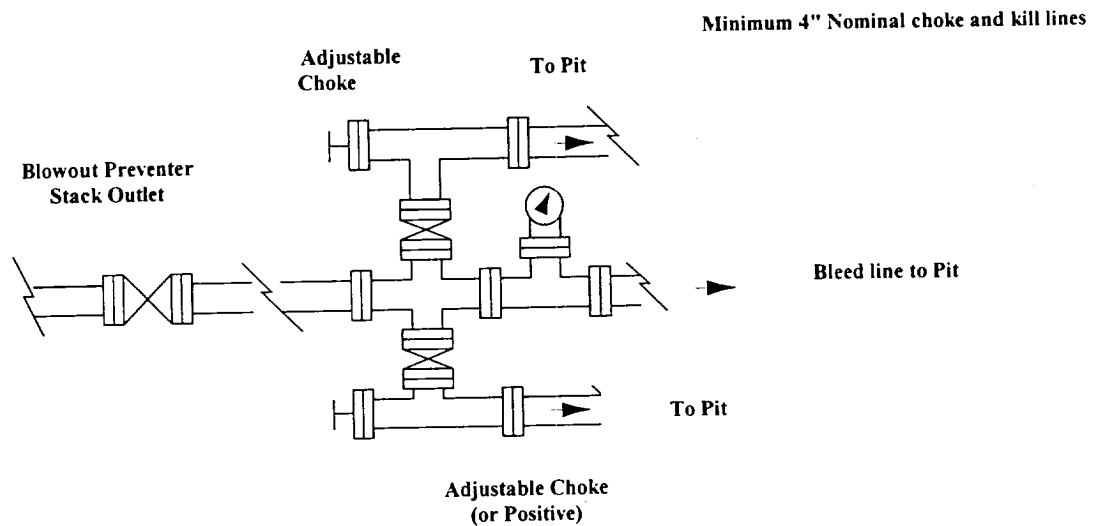 Minimum 4" Nominal choke and kill lines
Adjustable
Choke
To Pit
Blowout Preventer
Stack Outlet
Bleed line to Pit
To Pit
Adjustable Choke
(or Positive)